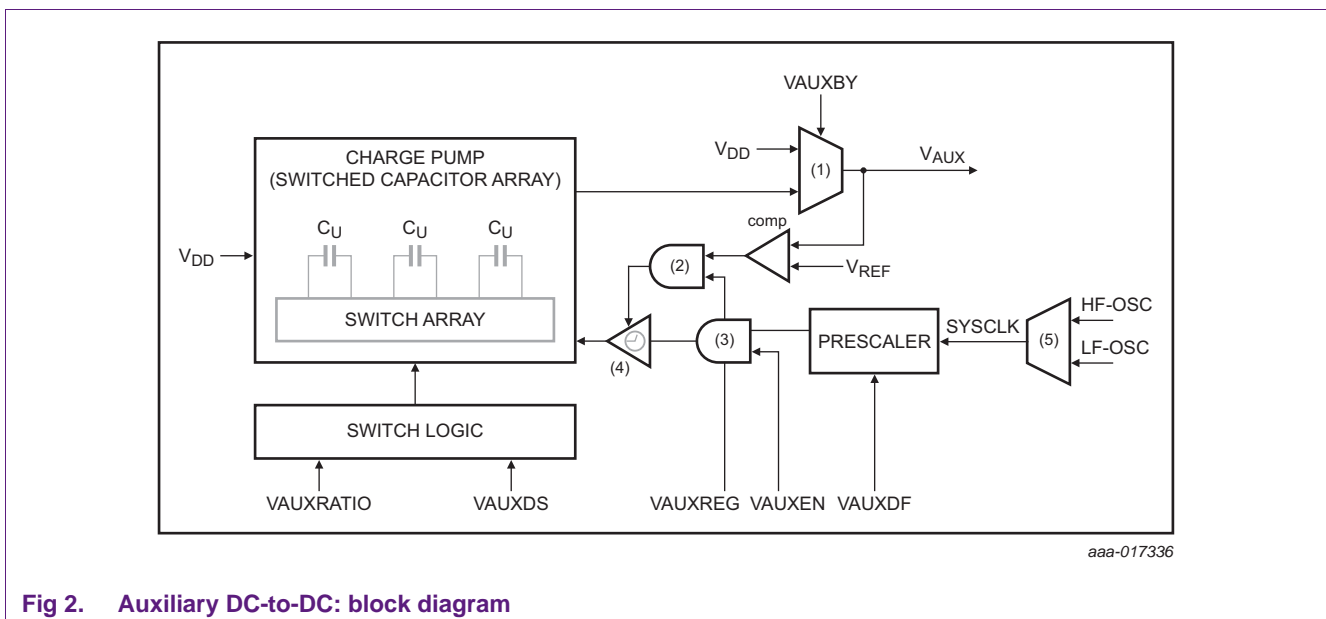 VAUXBY
VDD
(1)
VAUX
CHARGE PUMP
(SWITCHED CAPACITOR ARRAY)
CU CU CU
VDD
SWITCH ARRAY
comp
(2)
VREF
(3)
(4)
PRESCALER
SYSCLK
(5)
HF-OSC
LF-OSC
SWITCH LOGIC
VAUXRATIO VAUXDS VAUXREG VAUXEN VAUXDF
aaa-017336
Fig 2. Auxiliary DC-to-DC: block diagram